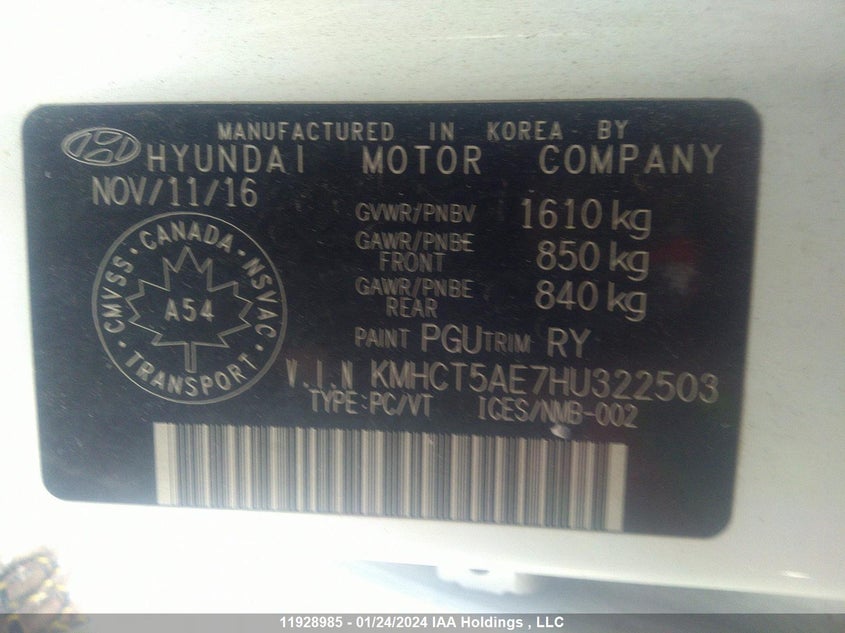 MANUFACTURED IN KOREA BY
HYUNDAI MOTOR COMPANY
NOV/11/16
GVWR/PNBV 1610 kg
GAWR/PNBE FRONT 850 kg
GAWR/PNBE REAR 840 kg
CANADA · NSVAC · TRANSPORT · CMVSS ·
A54
PAINT PGU TRIM RY
V.I.N KMHCT5AE7HU322503
TYPE:PC/VT ICES/NMB-002
11928985 - 01/24/2024 IAA Holdings , LLC